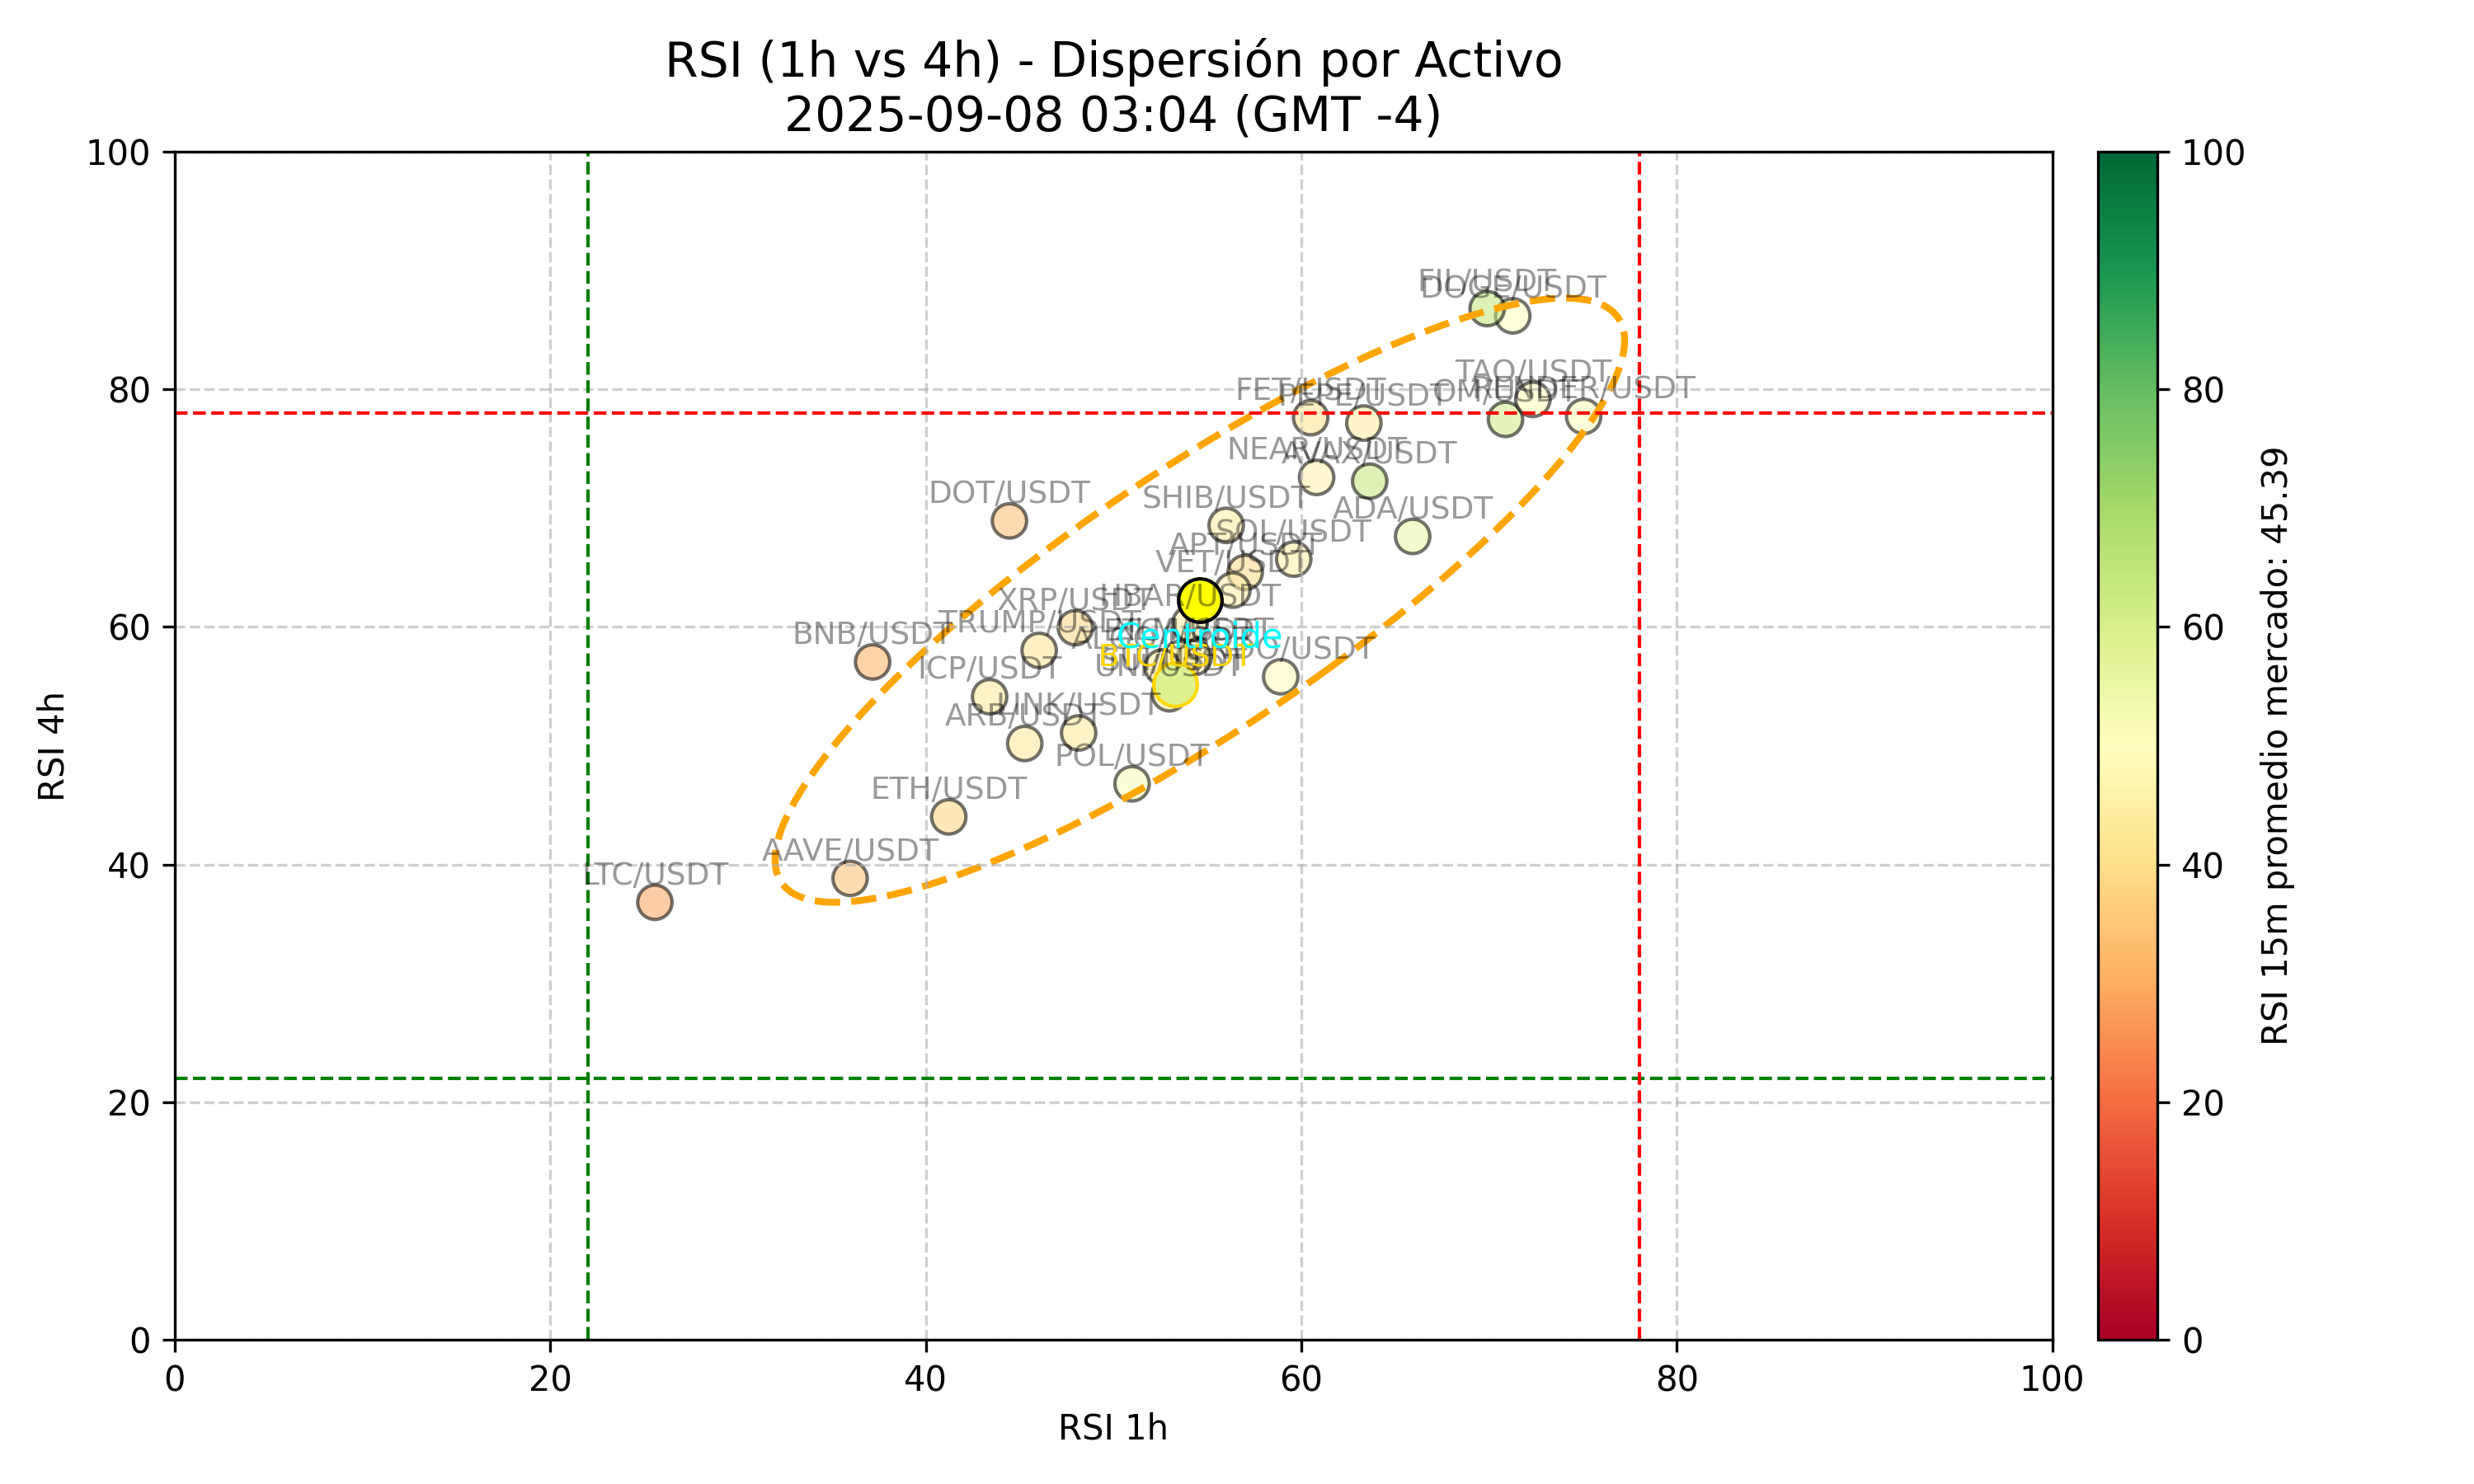 RSI (1h vs 4h) - Dispersión por Activo
2025-09-08 03:04 (GMT -4)
100
80
60
40
20
0
RSI 4h
0
20
40
60
80
100
RSI 1h
FIL/USDT
DOGE/USDT
TAO/USDT
RENDER/USDT
FET/USDT
PEPE/USDT
NEAR/USDT
AVAX/USDT
DOT/USDT
SHIB/USDT
ADA/USDT
SOL/USDT
APT/USDT
VET/USDT
HBAR/USDT
XRP/USDT
TRUMP/USDT
BNB/USDT
Centroide
BTC/USDT
UNI/USDT
ICP/USDT
LINK/USDT
ARB/USDT
POL/USDT
ETH/USDT
AAVE/USDT
LTC/USDT
100
80
60
40
20
0
RSI 15m promedio mercado: 45.39